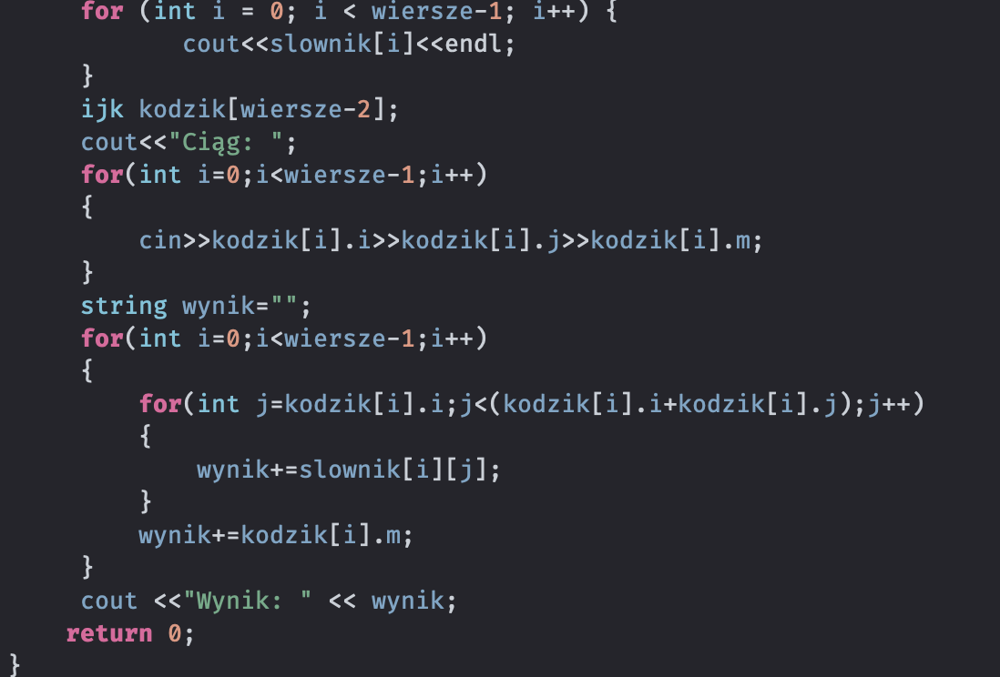 for (int i = 0; i < wiersze-1; i++) {
cout<<slownik[i]<<endl;
}
ijk kodzik[wiersze-2];
cout<<"Ciąg: ";
for(int i=0;i<wiersze-1;i++)
{
cin>>kodzik[i].i>>kodzik[i].j>>kodzik[i].m;
}
string wynik="";
for(int i=0;i<wiersze-1;i++)
{
for(int j=kodzik[i].i;j<(kodzik[i].i+kodzik[i].j);j++)
{
wynik+=slownik[i][j];
}
wynik+=kodzik[i].m;
}
cout <<"Wynik: " << wynik;
return 0;
}